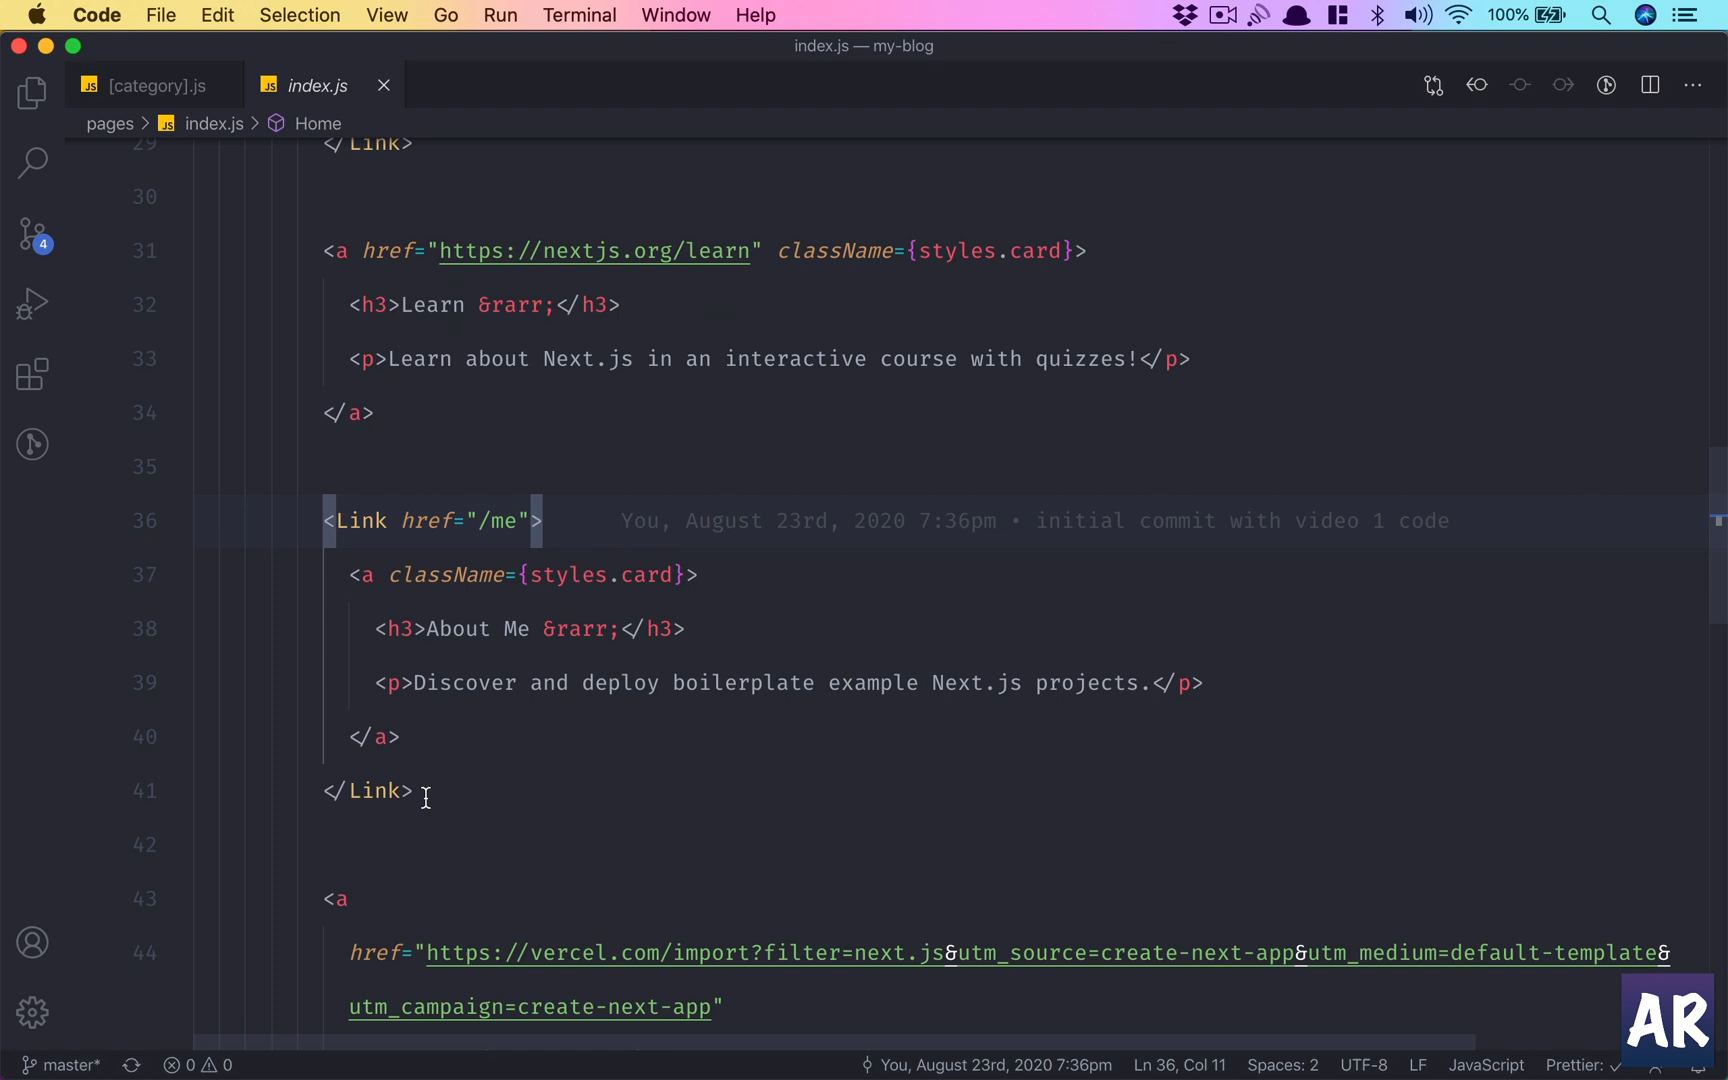 Code File Edit Selection View Go Run Terminal Window Help 100%
index.js — my-blog
[category].js index.js
pages > index.js > Home
29 </Link>
30
31 <a href="https://nextjs.org/learn" className={styles.card}>
32 <h3>Learn &rarr;</h3>
33 <p>Learn about Next.js in an interactive course with quizzes!</p>
34 </a>
35
36 <Link href="/me"> You, August 23rd, 2020 7:36pm • initial commit with video 1 code
37 <a className={styles.card}>
38 <h3>About Me &rarr;</h3>
39 <p>Discover and deploy boilerplate example Next.js projects.</p>
40 </a>
41 </Link>
42
43 <a
44 href="https://vercel.com/import?filter=next.js&utm_source=create-next-app&utm_medium=default-template&
utm_campaign=create-next-app"
4
AR
master* 0 0 You, August 23rd, 2020 7:36pm Ln 36, Col 11 Spaces: 2 UTF-8 LF JavaScript Prettier: ✓